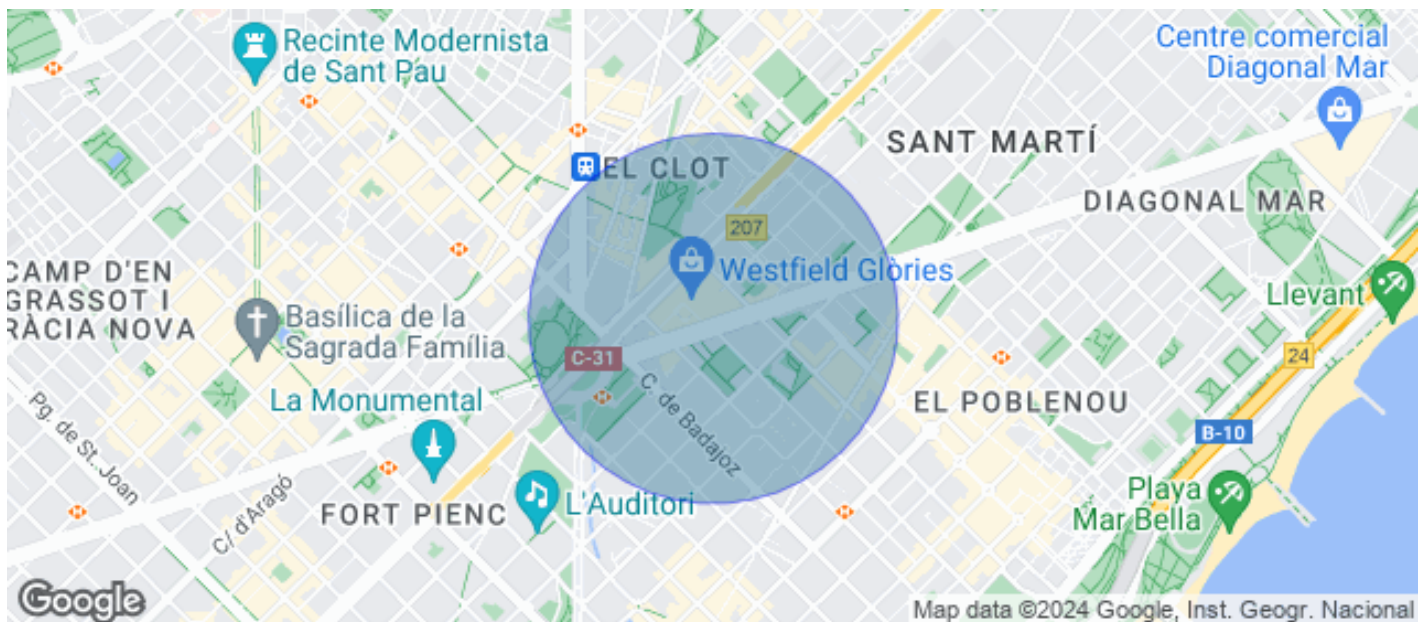 Recinte Modernista
de Sant Pau
Centre comercial
Diagonal Mar
SANT MARTÍ
EL CLOT
DIAGONAL MAR
207
Westfield Glòries
CAMP D'EN
GRASSOT I
RÀCIA NOVA
Llevant
Basílica de la
Sagrada Família
C-31
24
La Monumental
C. de Badajoz
EL POBLENOU
Pg. de St. Joan
B-10
C/ d'Aragó
FORT PIENC
L'Auditori
Playa
Mar Bella
Google
Map data ©2024 Google, Inst. Geogr. Nacional